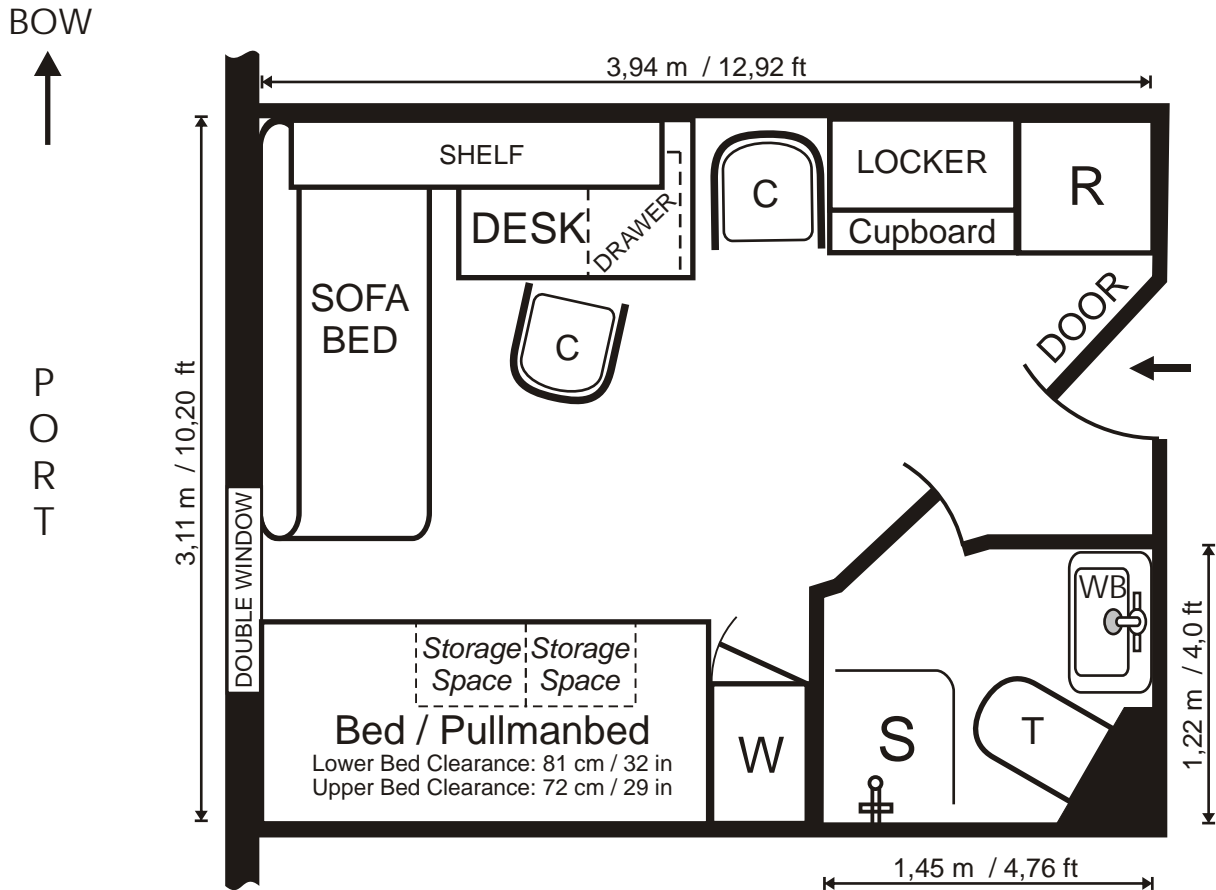 BOW
3,94 m / 12,92 ft
SHELF
C
LOCKER
R
DESK
DRAWER
Cupboard
SOFA
BED
C
DOOR
P
O
R
T
3,11 m / 10,20 ft
DOUBLE WINDOW
WB
1,22 m / 4,0 ft
Storage Storage
Space Space
Bed / Pullmanbed
Lower Bed Clearance: 81 cm / 32 in
Upper Bed Clearance: 72 cm / 29 in
W
S
T
1,45 m / 4,76 ft